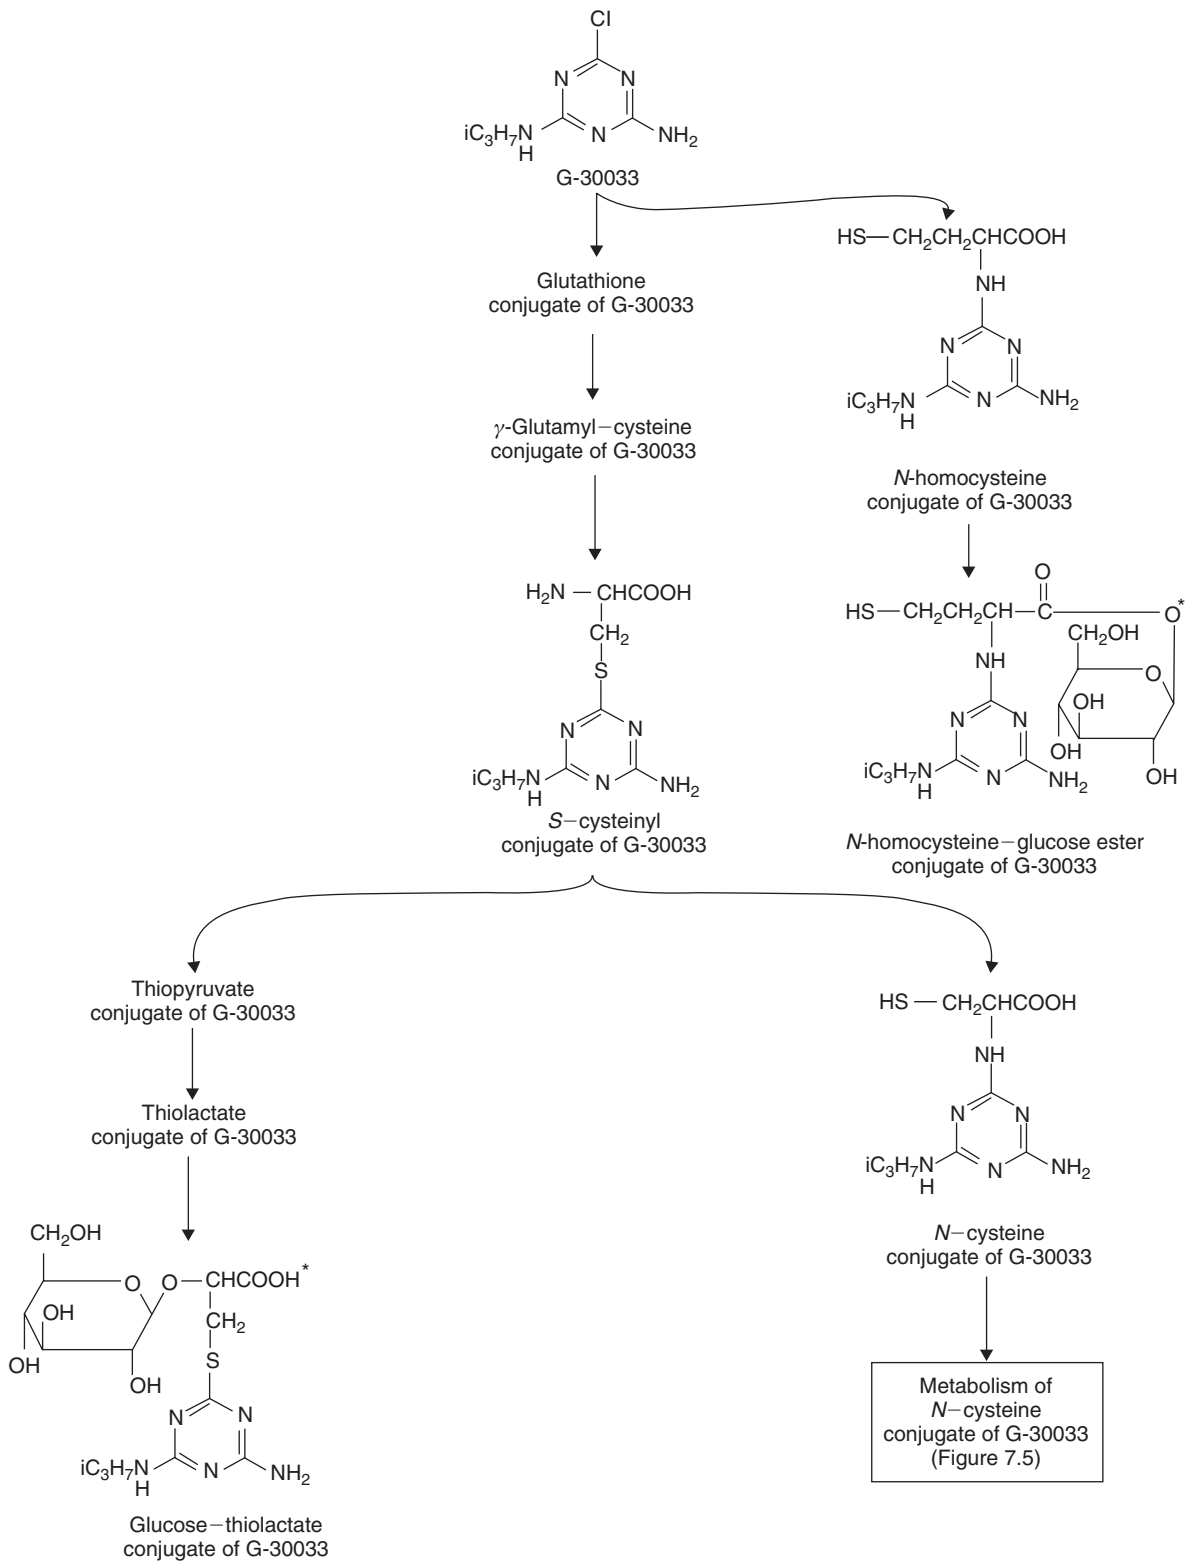 Cl
N N
iC3H7N N NH2
H
G-30033
Glutathione
conjugate of G-30033
γ-Glutamyl–cysteine
conjugate of G-30033
H2N — CHCOOH
CH2
S
N N
iC3H7N N NH2
H
S–cysteinyl
conjugate of G-30033
HS— CH2CH2CHCOOH
NH
N N
iC3H7N N NH2
H
N-homocysteine
conjugate of G-30033
O
HS— CH2CH2CH — C O*
CH2OH
NH
O
OH
N N
OH
iC3H7N N NH2
OH
H
N-homocysteine–glucose ester
conjugate of G-30033
Thiopyruvate
conjugate of G-30033
Thiolactate
conjugate of G-30033
CH2OH
O O — CHCOOH*
OH
CH2
OH
S
OH
N N
iC3H7N N NH2
H
Glucose–thiolactate
conjugate of G-30033
HS — CH2CHCOOH
NH
N N
iC3H7N N NH2
H
N–cysteine
conjugate of G-30033
Metabolism of
N–cysteine
conjugate of G-30033
(Figure 7.5)